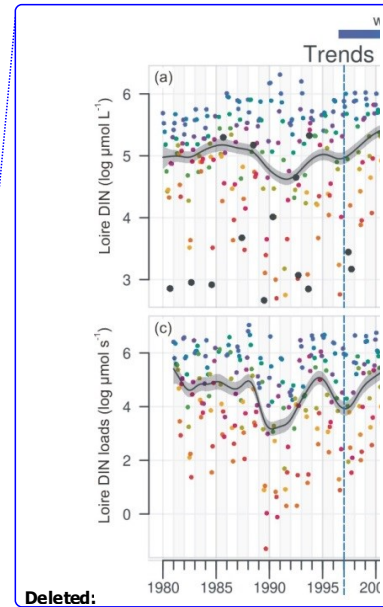 w
Trends
(a)
Loire DIN (log µmol L⁻¹)
6
5
4
3
(c)
Loire DIN loads (log µmol s⁻¹)
6
4
2
0
1980 1985 1990 1995 200
Deleted: